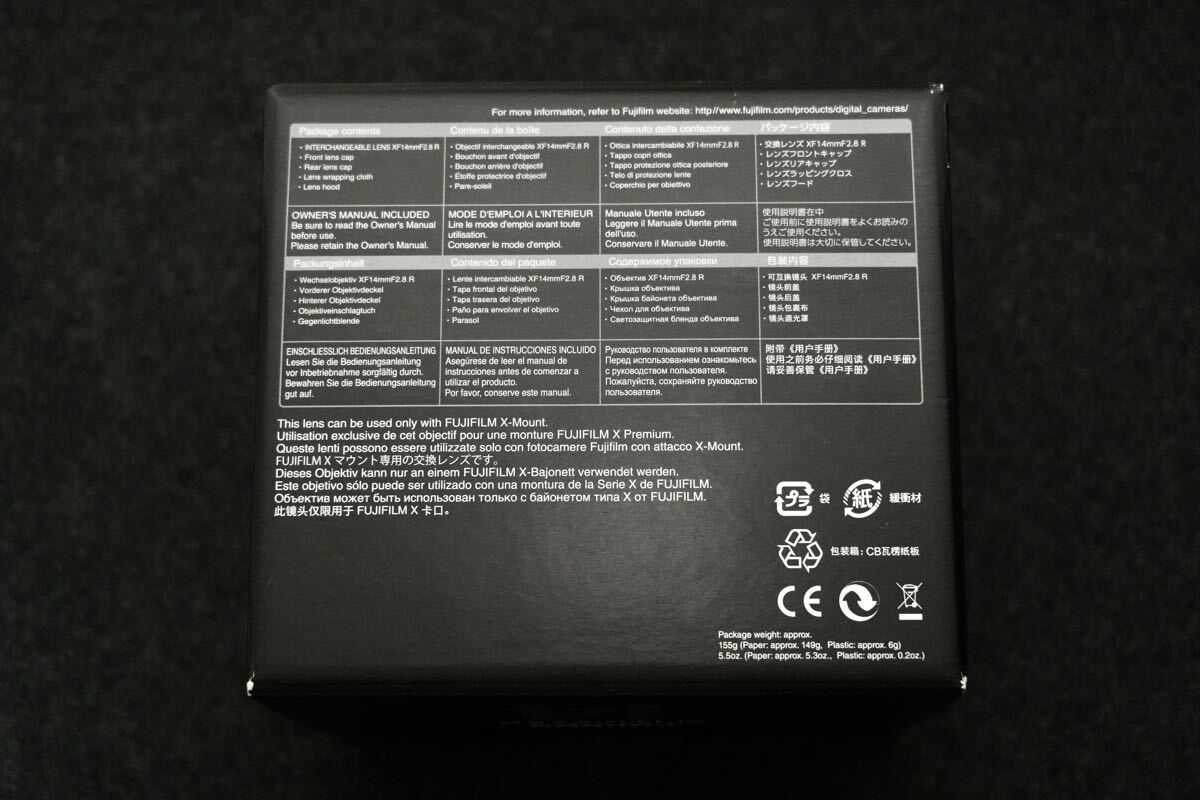 For more information, refer to Fujifilm website: http//www.fujifilm.com/products/digital_cameras/
Package contents
・INTERCHANGEABLE LENS XF14mmF2.8 R
・Front lens cap
・Rear lens cap
・Lens wrapping cloth
・Lens hood
Contenu de la boîte
・Objectif interchangeable XF14mmF2.8 R
・Bouchon avant d'objectif
・Bouchon arrière d'objectif
・Étoffe protectrice d'objectif
・Pare-soleil
Contenuto della confezione
・Ottica intercambiabile XF14mmF2.8 R
・Tappo copri ottica
・Tappo protezione ottica posteriore
・Telo di protezione lente
・Coperchio per obiettivo
パッケージ内容
・交換レンズ XF14mmF2.8 R
・レンズフロントキャップ
・レンズリアキャップ
・レンズラッピングクロス
・レンズフード
OWNER'S MANUAL INCLUDED
Be sure to read the Owner's Manual
before use.
Please retain the Owner's Manual.
MODE D'EMPLOI A L'INTERIEUR
Lire le mode d'emploi avant toute
utilisation.
Conserver le mode d'emploi.
Manuale Utente incluso
Leggere il Manuale Utente prima
dell'uso.
Conservare il Manuale Utente.
使用説明書在中
ご使用前に使用説明書をよくお読みの
うえご使用ください。
使用説明書は大切に保管してください。
Packungsinhalt
・Wechselobjektiv XF14mmF2.8 R
・Vorderer Objektivdeckel
・Hinterer Objektivdeckel
・Objektiveinschlagtuch
・Gegenlichtblende
Contenido del paquete
・Lente intercambiable XF14mmF2.8 R
・Tapa frontal del objetivo
・Tapa trasera del objetivo
・Paño para envolver el objetivo
・Parasol
Содержимое упаковки
・Объектив XF14mmF2.8 R
・Крышка объектива
・Крышка байонета объектива
・Чехол для объектива
・Светозащитная бленда объектива
包装内容
・可互换镜头 XF14mmF2.8 R
・镜头前盖
・镜头后盖
・镜头包裹布
・镜头遮光罩
EINSCHLIESSLICH BEDIENUNGSANLEITUNG
Lesen Sie die Bedienungsanleitung
vor Inbetriebnahme sorgfältig durch.
Bewahren Sie die Bedienungsanleitung
gut auf.
MANUAL DE INSTRUCCIONES INCLUIDO
Asegúrese de leer el manual de
instrucciones antes de comenzar a
utilizar el producto.
Por favor, conserve este manual.
Руководство пользователя в комплекте
Перед использованием ознакомьтесь
с руководством пользователя.
Пожалуйста, сохраняйте руководство
пользователя.
附带《用户手册》
使用之前务必仔细阅读《用户手册》
请妥善保管《用户手册》
This lens can be used only with FUJIFILM X-Mount.
Utilisation exclusive de cet objectif pour une monture FUJIFILM X Premium.
Queste lenti possono essere utilizzate solo con fotocamere Fujifilm con attacco X-Mount.
FUJIFILM X マウント専用の交換レンズです。
Dieses Objektiv kann nur an einem FUJIFILM X-Bajonett verwendet werden.
Este objetivo sólo puede ser utilizado con una montura de la Serie X de FUJIFILM.
Объектив может быть использован только с байонетом типа X от FUJIFILM.
此镜头仅限用于 FUJIFILM X 卡口。
プラ 袋 紙 緩衝材
包装箱：CB瓦楞纸板
CE
Package weight: approx.
155g (Paper: approx. 149g, Plastic: approx. 6g)
5.5oz. (Paper: approx. 5.3oz., Plastic: approx. 0.2oz.)